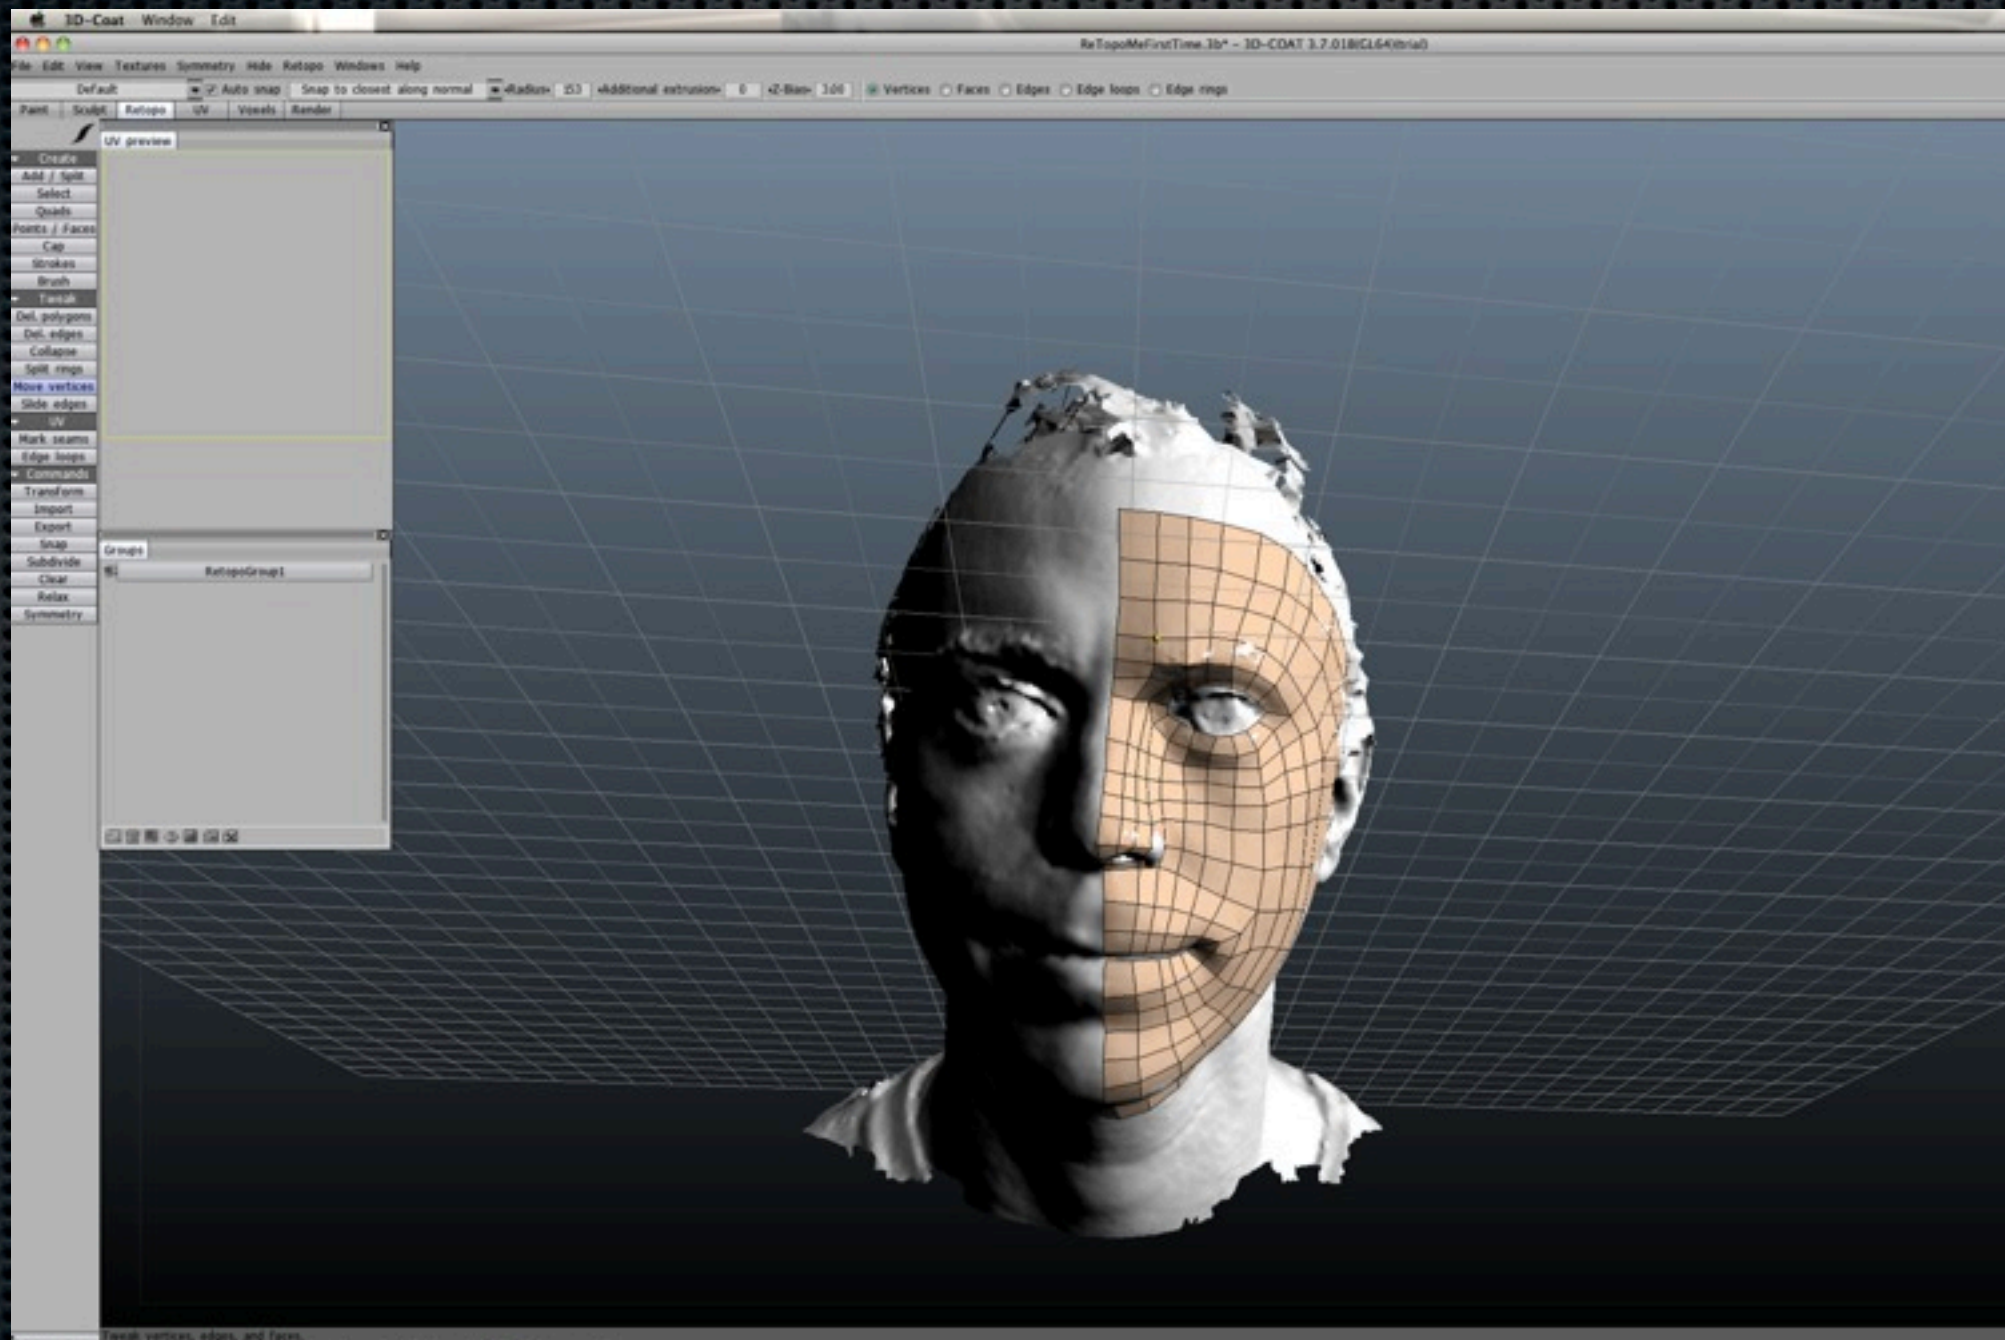 3D-Coat Window Edit
ReTopoMeFirstTime.3b* - 3D-COAT 3.7.01B(GL64)(trial)
File Edit View Textures Symmetry Hide Retopo Windows Help
Default Auto snap Snap to closest along normal Radius 153 Additional extrusion 0 Z-Bias 3.00 Vertices Faces Edges Edge loops Edge rings
Paint Sculpt Retopo UV Voxels Render
UV preview
Create
Add / Split
Select
Quads
Points / Faces
Cap
Strokes
Brush
Tweak
Del. polygons
Del. edges
Collapse
Split rings
Move vertices
Slide edges
UV
Mark seams
Edge loops
Commands
Transform
Import
Export
Snap
Subdivide
Clear
Relax
Symmetry
Groups
RetopoGroup1
Tweak vertices, edges, and faces.